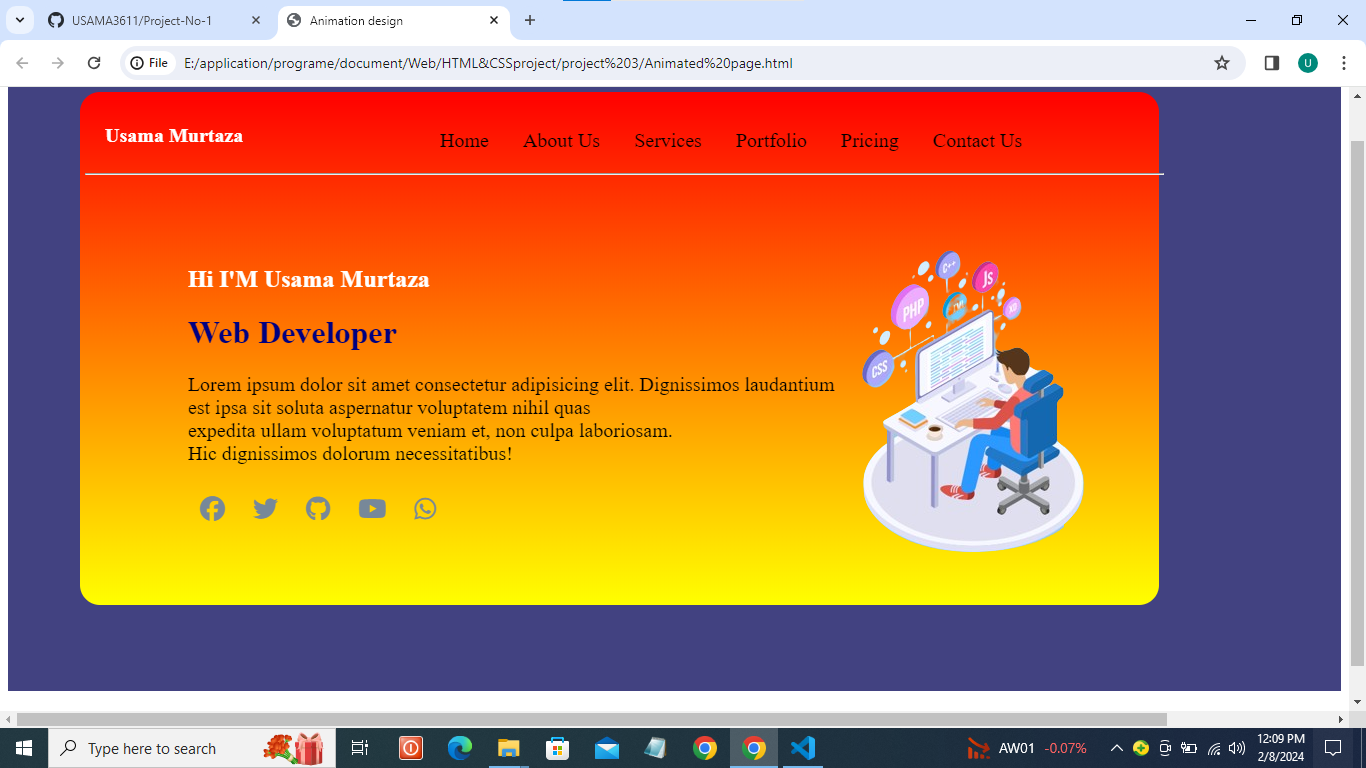 USAMA3611/Project-No-1
Animation design
File
E:/application/programe/document/Web/HTML&CSSproject/project%203/Animated%20page.html
U
Usama Murtaza
Home About Us Services Portfolio Pricing Contact Us
Hi I'M Usama Murtaza
Web Developer
Lorem ipsum dolor sit amet consectetur adipisicing elit. Dignissimos laudantium
est ipsa sit soluta aspernatur voluptatem nihil quas
expedita ullam voluptatum veniam et, non culpa laboriosam.
Hic dignissimos dolorum necessitatibus!
C++
JS
PHP
XD
CSS
Type here to search
AW01 -0.07%
12:09 PM
2/8/2024